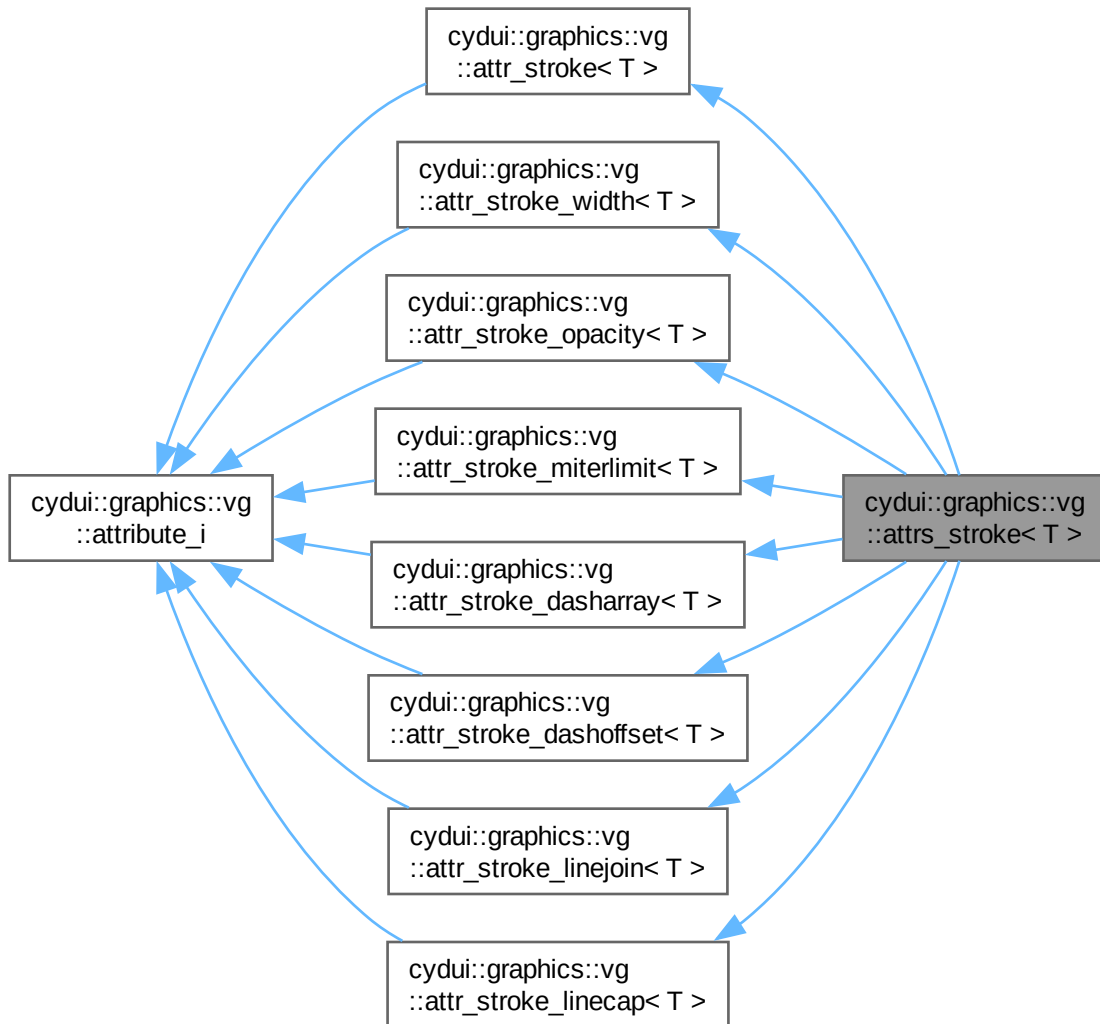 cydui::graphics::vg
::attr_stroke< T >
cydui::graphics::vg
::attr_stroke_width< T >
cydui::graphics::vg
::attr_stroke_opacity< T >
cydui::graphics::vg
::attr_stroke_miterlimit< T >
cydui::graphics::vg
::attribute_i
cydui::graphics::vg
::attrs_stroke< T >
cydui::graphics::vg
::attr_stroke_dasharray< T >
cydui::graphics::vg
::attr_stroke_dashoffset< T >
cydui::graphics::vg
::attr_stroke_linejoin< T >
cydui::graphics::vg
::attr_stroke_linecap< T >